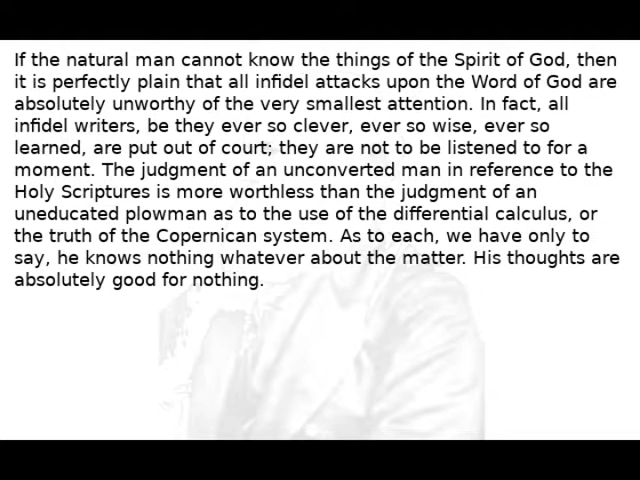 If the natural man cannot know the things of the Spirit of God, then
it is perfectly plain that all infidel attacks upon the Word of God are
absolutely unworthy of the very smallest attention. In fact, all
infidel writers, be they ever so clever, ever so wise, ever so
learned, are put out of court; they are not to be listened to for a
moment. The judgment of an unconverted man in reference to the
Holy Scriptures is more worthless than the judgment of an
uneducated plowman as to the use of the differential calculus, or
the truth of the Copernican system. As to each, we have only to
say, he knows nothing whatever about the matter. His thoughts are
absolutely good for nothing.